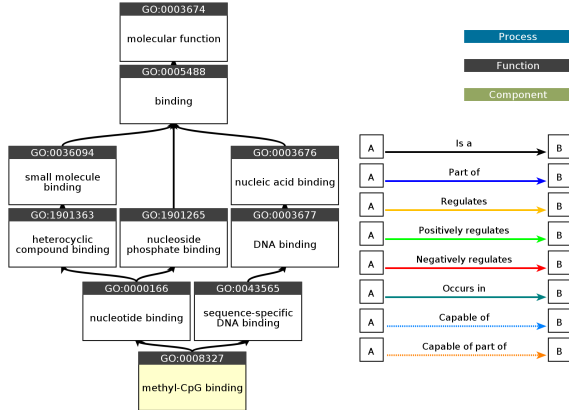 GO:0003674
molecular function
GO:0005488
binding
GO:0036094
small molecule
binding
GO:0003676
nucleic acid binding
GO:1901363
heterocyclic
compound binding
GO:1901265
nucleoside
phosphate binding
GO:0003677
DNA binding
GO:0000166
nucleotide binding
GO:0043565
sequence-specific
DNA binding
GO:0008327
methyl-CpG binding
Process
Function
Component
A Is a B
A Part of B
A Regulates B
A Positively regulates B
A Negatively regulates B
A Occurs in B
A Capable of B
A Capable of part of B